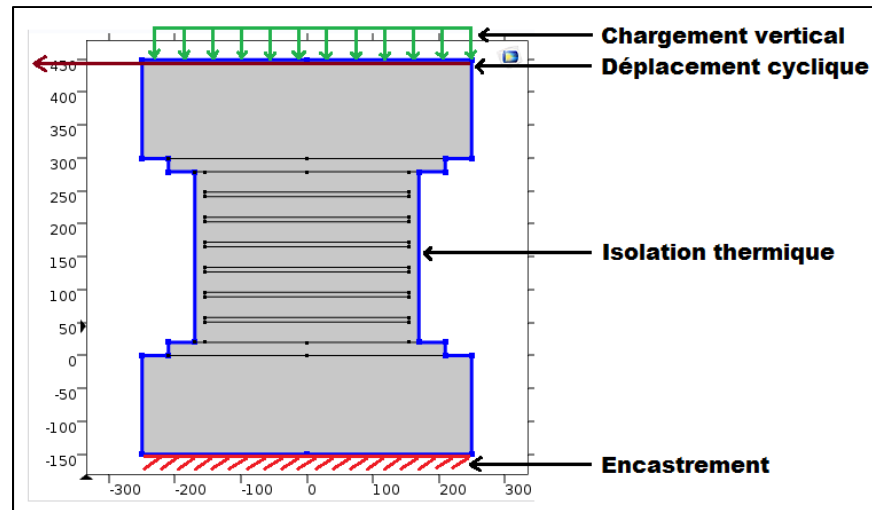 Chargement vertical
Déplacement cyclique
450
400
350
300
250
200
150
100
50
0
-50
-100
-150
Isolation thermique
Encastrement
-300 -200 -100 0 100 200 300